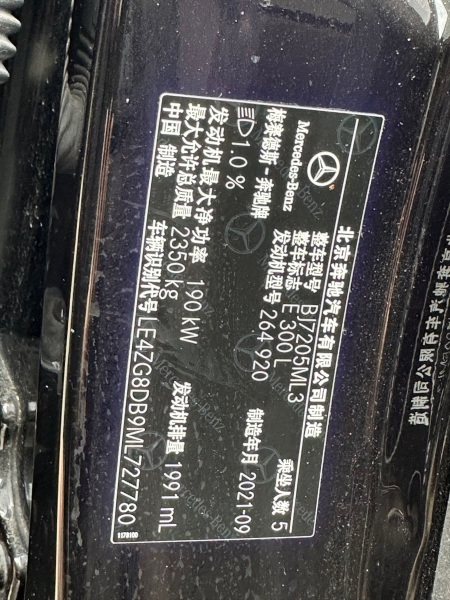 北京奔驰汽车有限公司制造
Mercedes-Benz
梅赛德斯-奔驰牌
整车型号 BJ7205ML3
整车标志 E 300 L
乘坐人数 5
发动机型号 264 920
制造年月 2021-09
1.0 %
发动机最大净功率 190 kW
发动机排量 1991 mL
最大允许总质量 2350 kg
中国 制造
车辆识别代号 LE4ZG8DB9ML727780
1178100